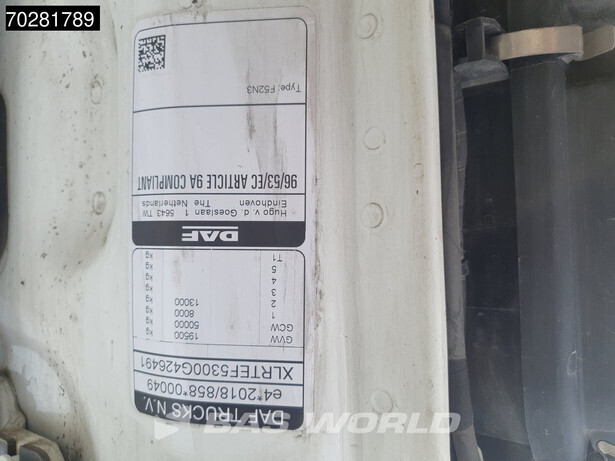 70281789
DAF TRUCKS N.V.
e4*2018/858*00049
XLRTEF5300G426491
GVW 19500 kg
GCW 50000 kg
1 8000 kg
2 13000 kg
3 kg
4 kg
5 kg
T1 kg
DAF
Hugo v. d. Goeslaan 1 5643 TW
Eindhoven The Netherlands
96/53/EC ARTICLE 9A COMPLIANT
Type: F52N3
BAS WORLD